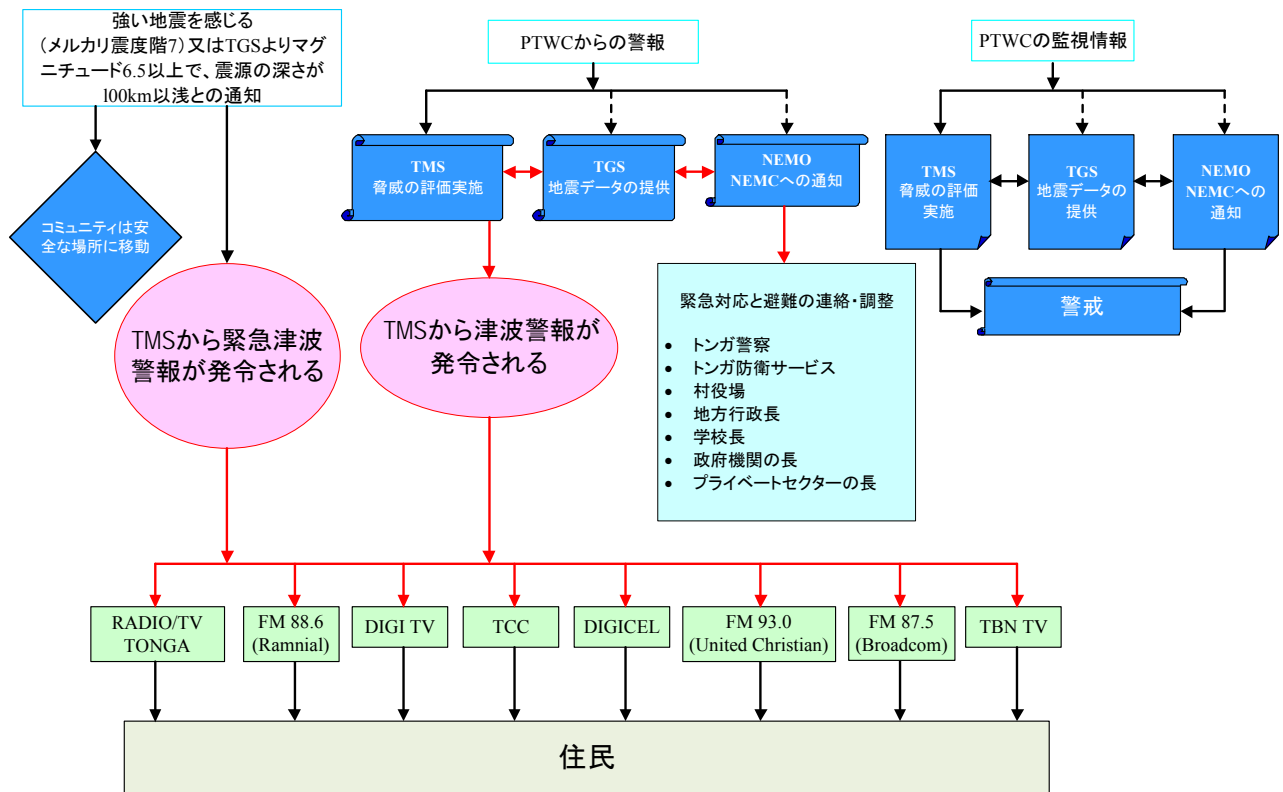 強い地震を感じる
（メルカリ震度階7）又はTGSよりマグ
ニチュード6.5以上で、震源の深さが
100km以浅との通知
PTWCからの警報
PTWCの監視情報
コミュニティは安
全な場所に移動
TMS
脅威の評価実施
TGS
地震データの提供
NEMO
NEMCへの通知
TMS
脅威の評価
実施
TGS
地震データの
提供
NEMO
NEMCへの
通知
警戒
TMSから緊急津波
警報が発令される
TMSから津波警報が
発令される
緊急対応と避難の連絡・調整
• トンガ警察
• トンガ防衛サービス
• 村役場
• 地方行政長
• 学校長
• 政府機関の長
• プライベートセクターの長
RADIO/TV
TONGA
FM 88.6
(Ramnial)
DIGI TV
TCC
DIGICEL
FM 93.0
(United Christian)
FM 87.5
(Broadcom)
TBN TV
住民